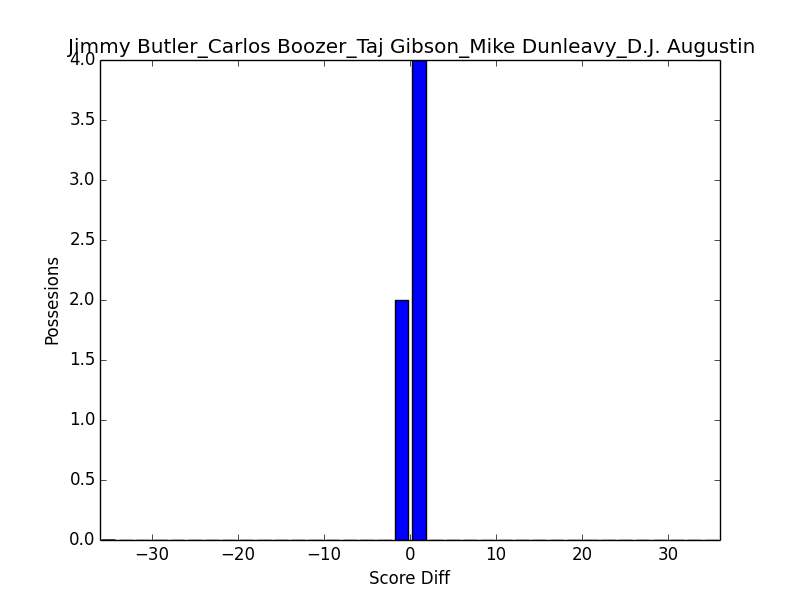 Jimmy Butler_Carlos Boozer_Taj Gibson_Mike Dunleavy_D.J. Augustin
4.0
3.5
3.0
2.5
2.0
1.5
1.0
0.5
0.0
Possesions
−30 −20 −10 0 10 20 30
Score Diff